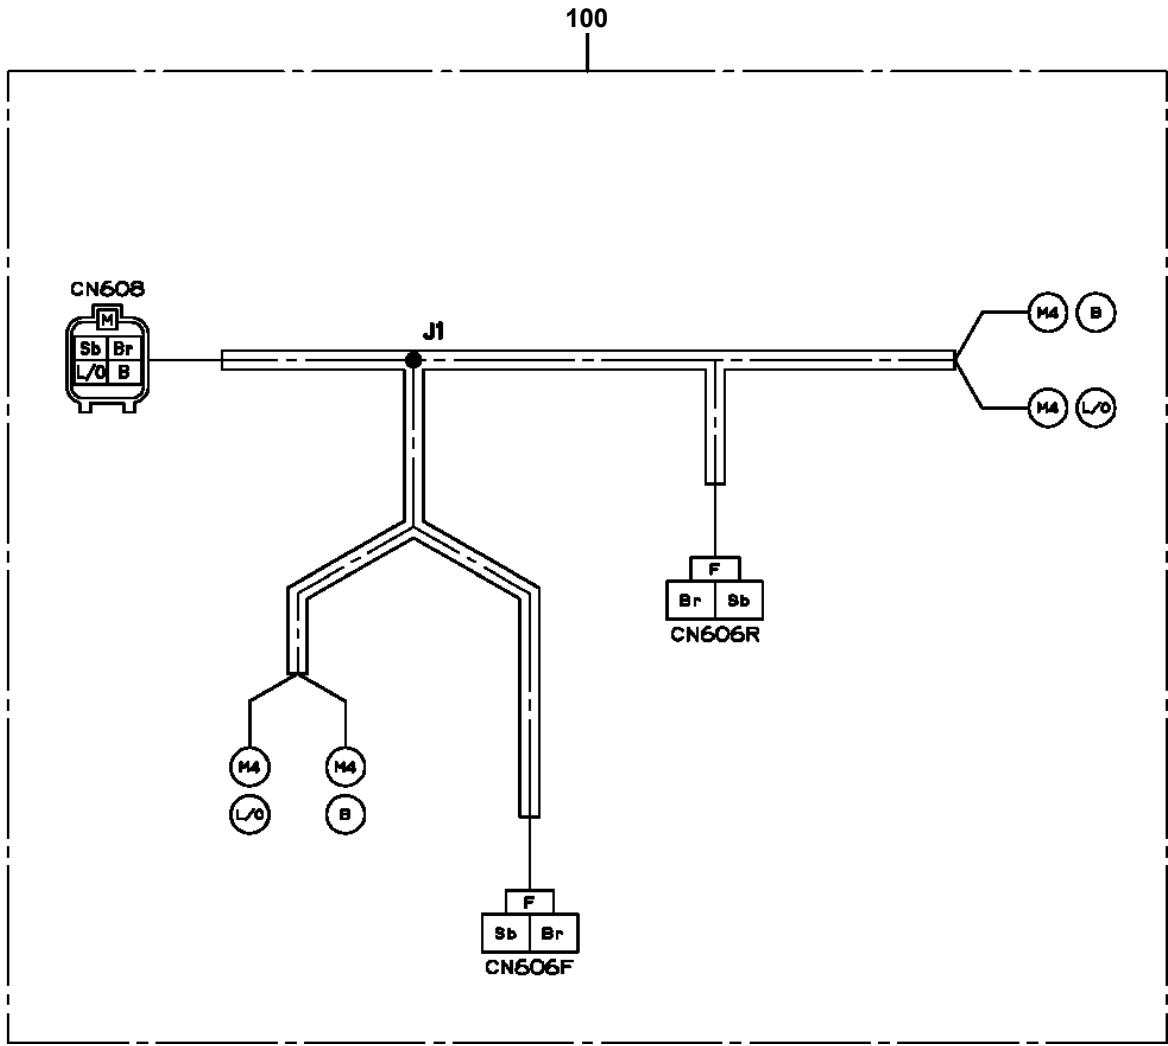 100
CN608
M
Sb Br
L/O B
J1
M4 B
M4 L/O
F
Br Sb
CN606R
M4 M4
L/O B
F
Sb Br
CN606F